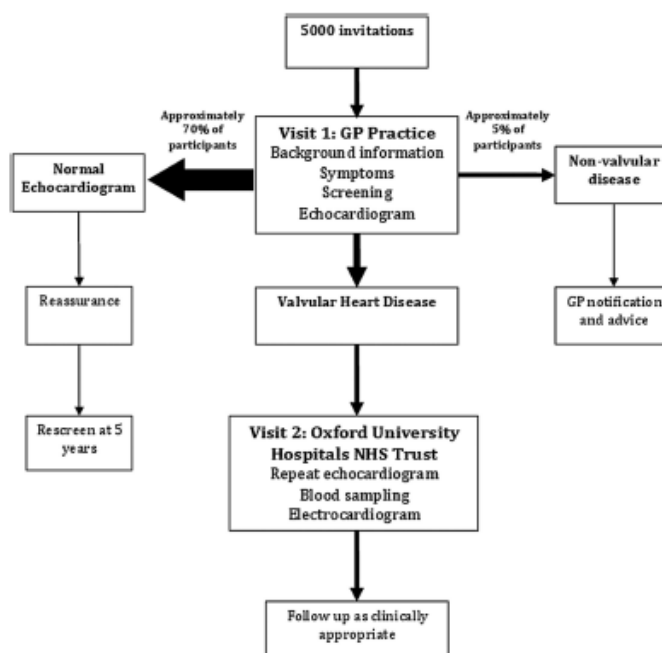 5000 invitations
Approximately
70% of
participants
Visit 1: GP Practice
Background information
Symptoms
Screening
Echocardiogram
Approximately
5% of
participants
Normal
Echocardiogram
Non-valvular
disease
Reassurance
Valvular Heart Disease
GP notification
and advice
Rescreen at 5
years
Visit 2: Oxford University
Hospitals NHS Trust
Repeat echocardiogram
Blood sampling
Electrocardiogram
Follow up as clinically
appropriate